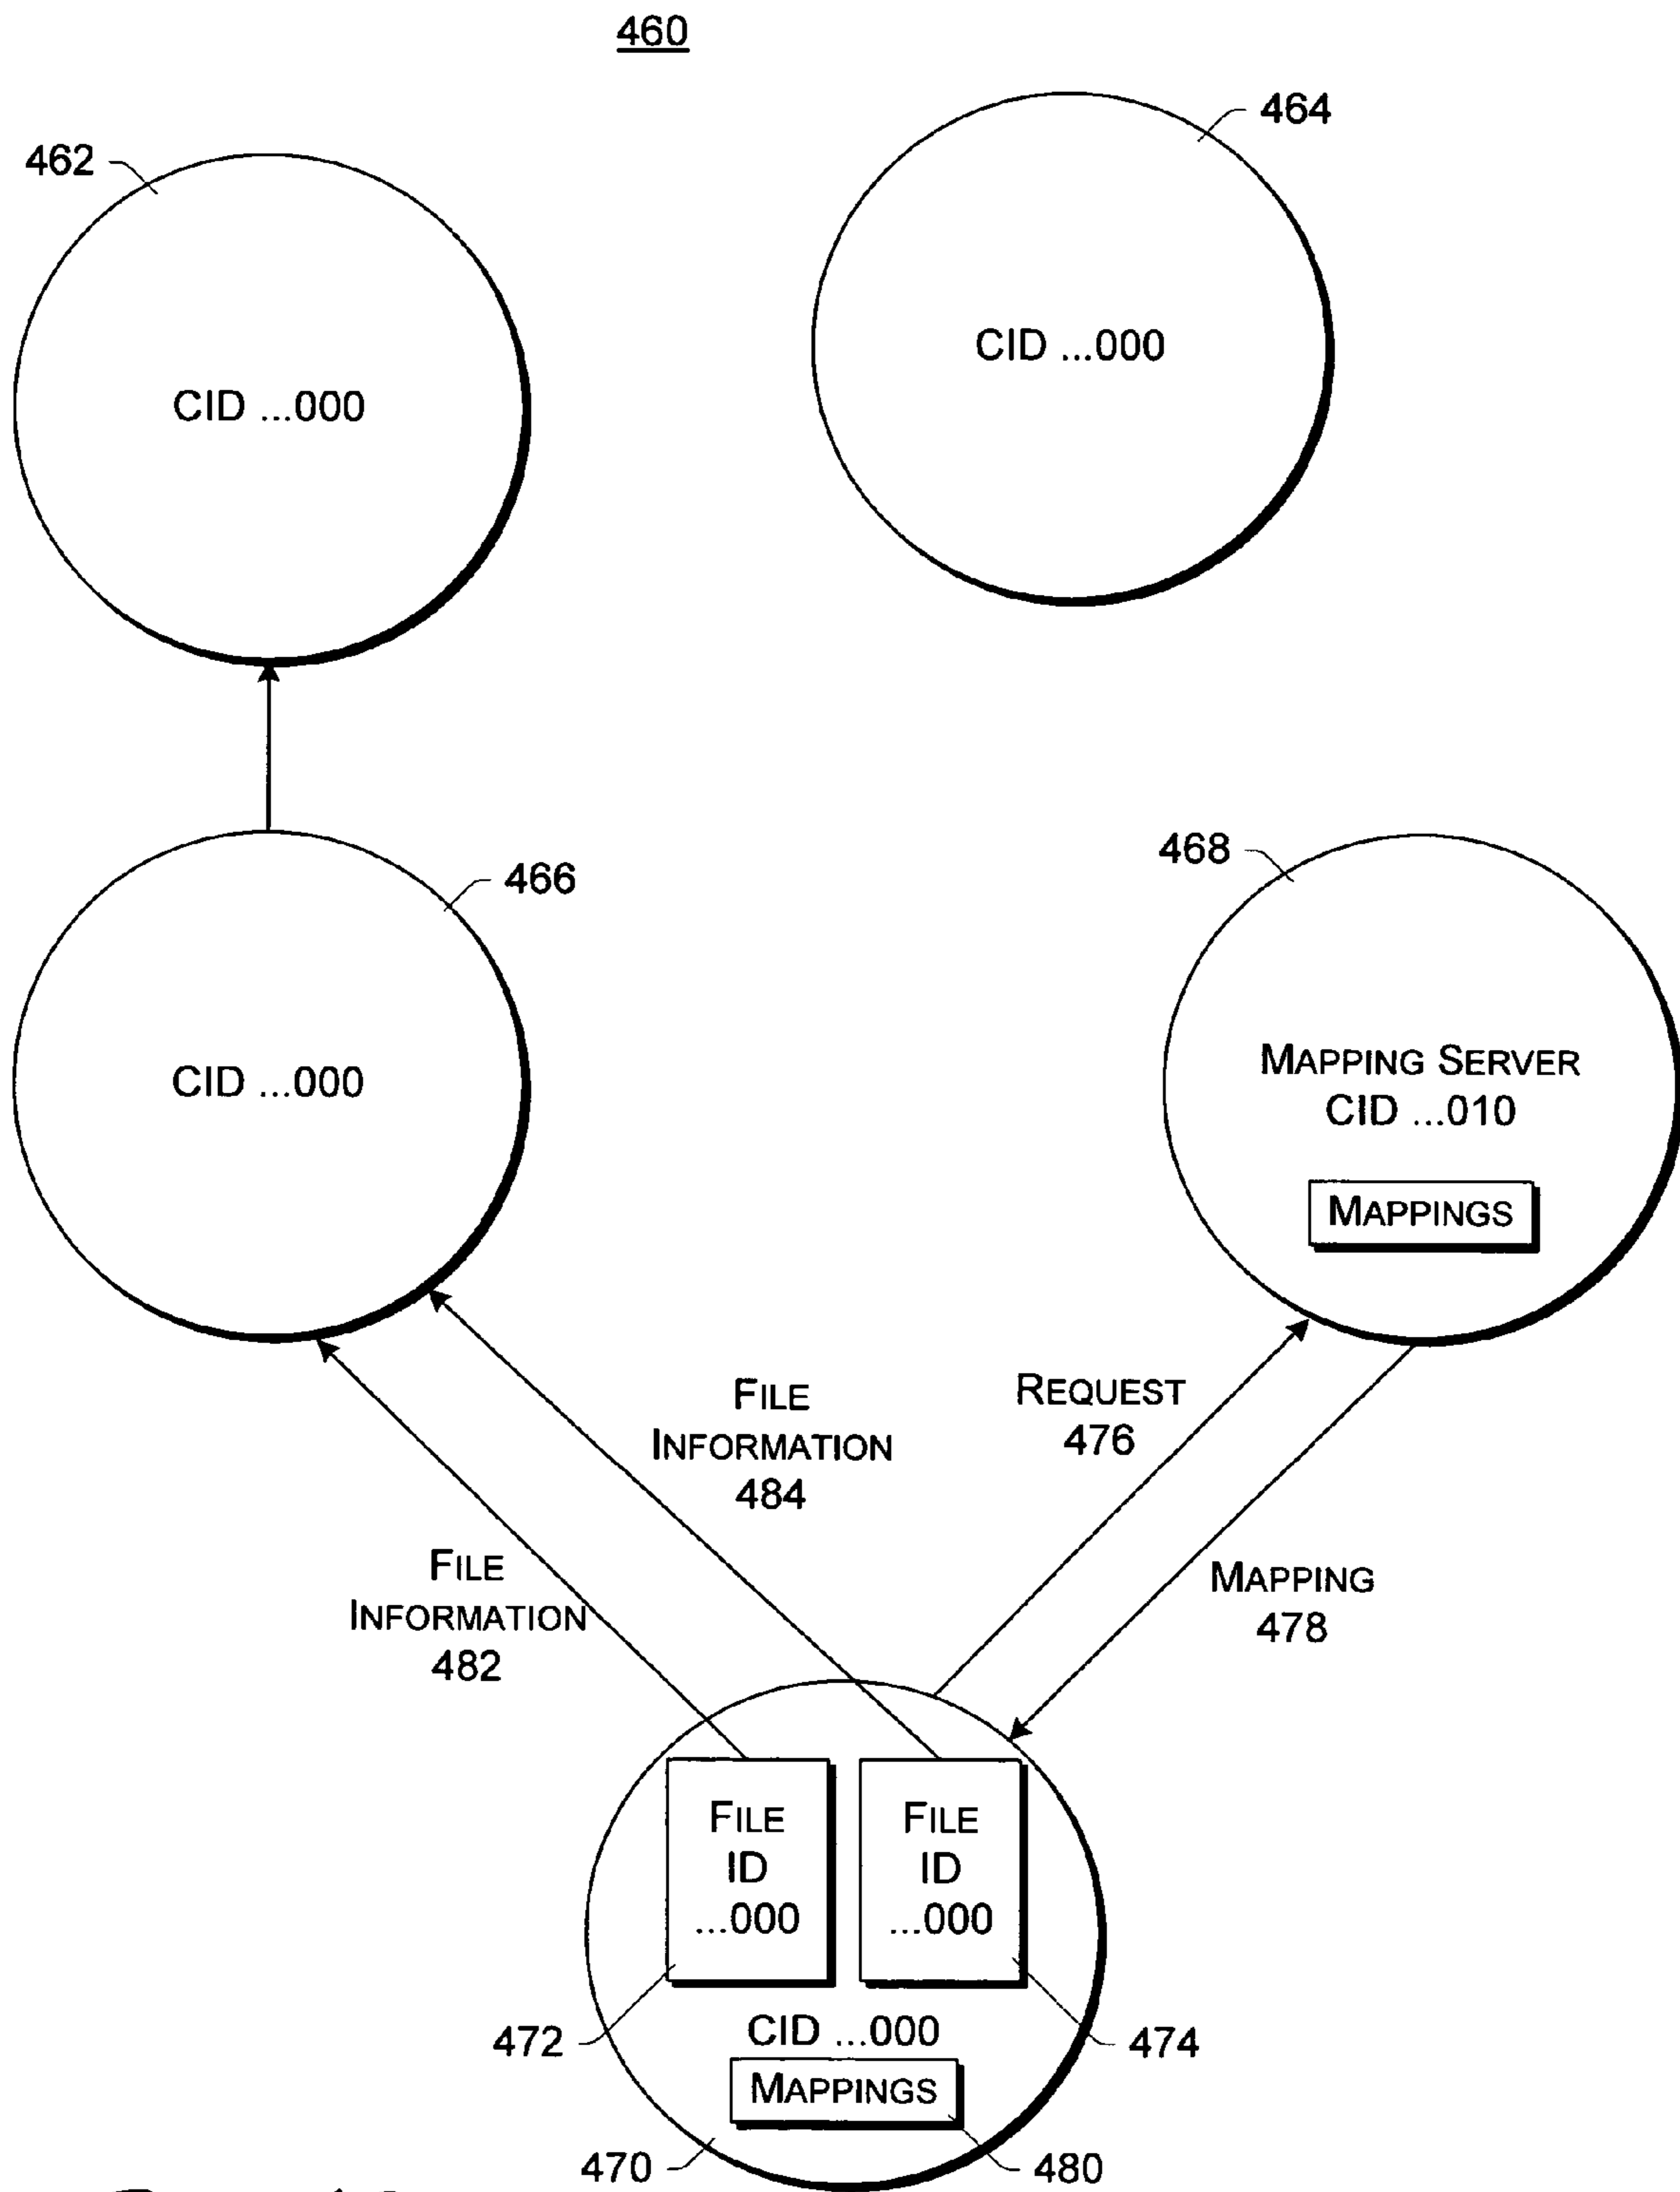 460
464
462
CID ...000
CID ...000
466
468
CID ...000
MAPPING SERVER
CID ...010
MAPPINGS
FILE
INFORMATION
484
REQUEST
476
FILE
INFORMATION
482
MAPPING
478
FILE
ID
...000
FILE
ID
...000
472
CID ...000
474
MAPPINGS
470
480